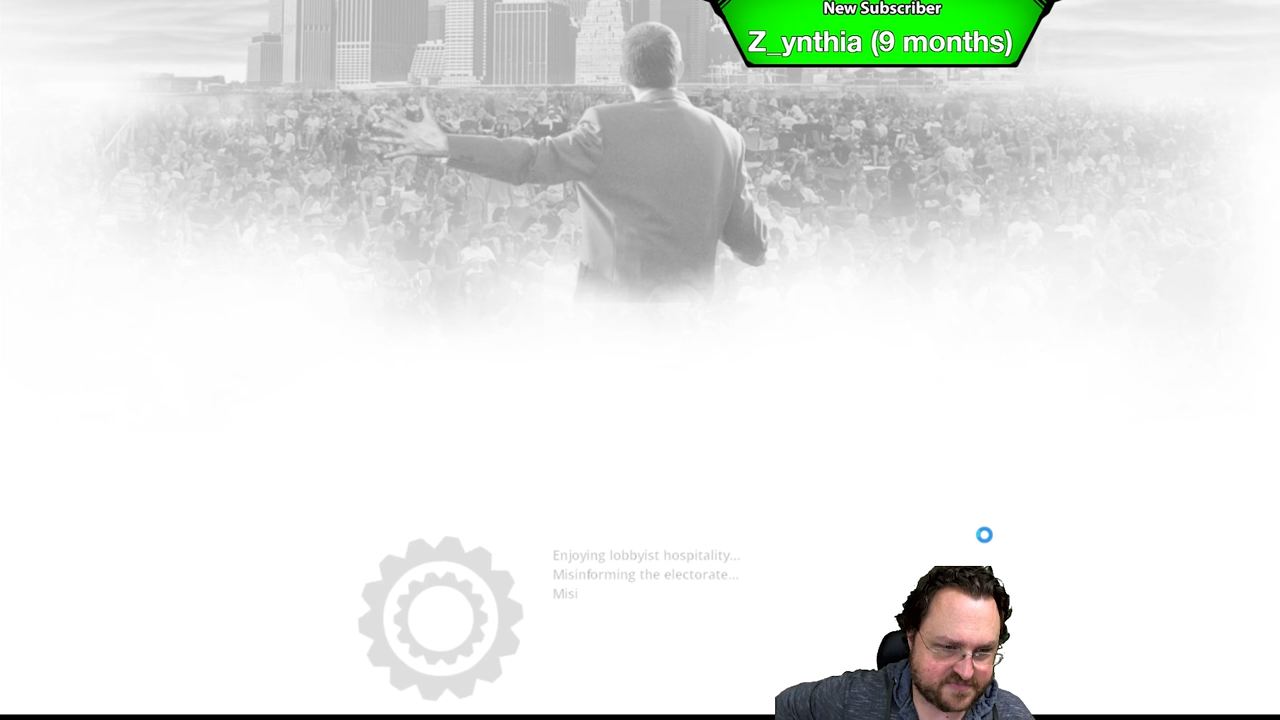 New Subscriber
Z_ynthia (9 months)
Enjoying lobbyist hospitality...
Misinforming the electorate...
Misi